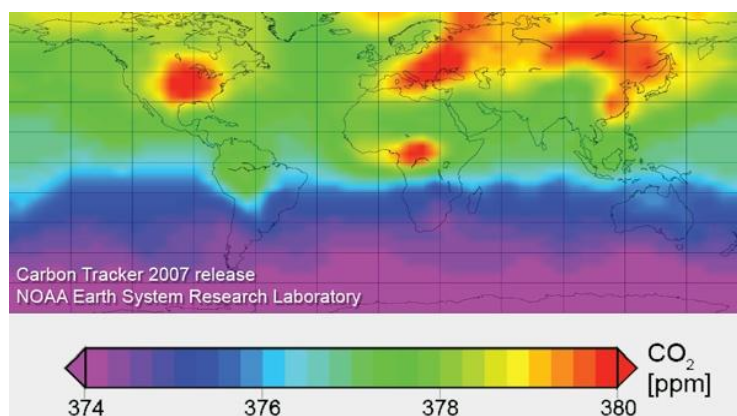 Carbon Tracker 2007 release
NOAA Earth System Research Laboratory
CO₂
[ppm]
374 376 378 380